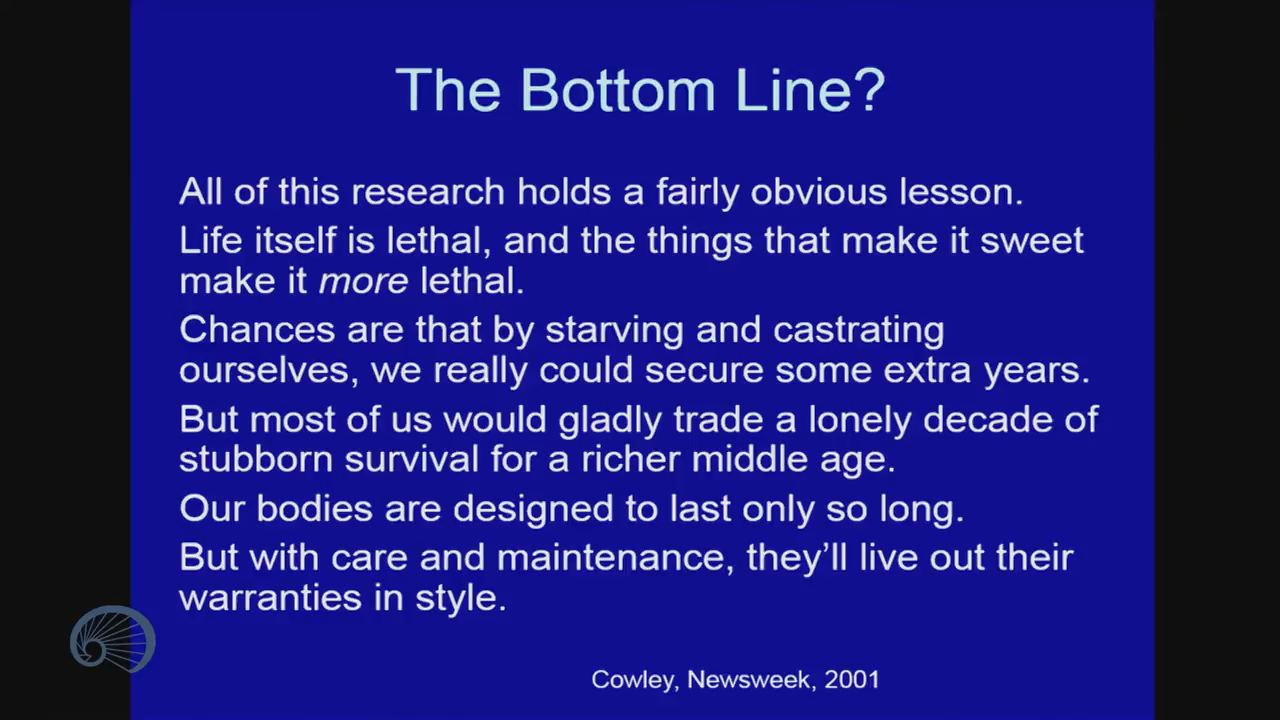 The Bottom Line?
All of this research holds a fairly obvious lesson.
Life itself is lethal, and the things that make it sweet
make it more lethal.
Chances are that by starving and castrating
ourselves, we really could secure some extra years.
But most of us would gladly trade a lonely decade of
stubborn survival for a richer middle age.
Our bodies are designed to last only so long.
But with care and maintenance, they’ll live out their
warranties in style.
Cowley, Newsweek, 2001